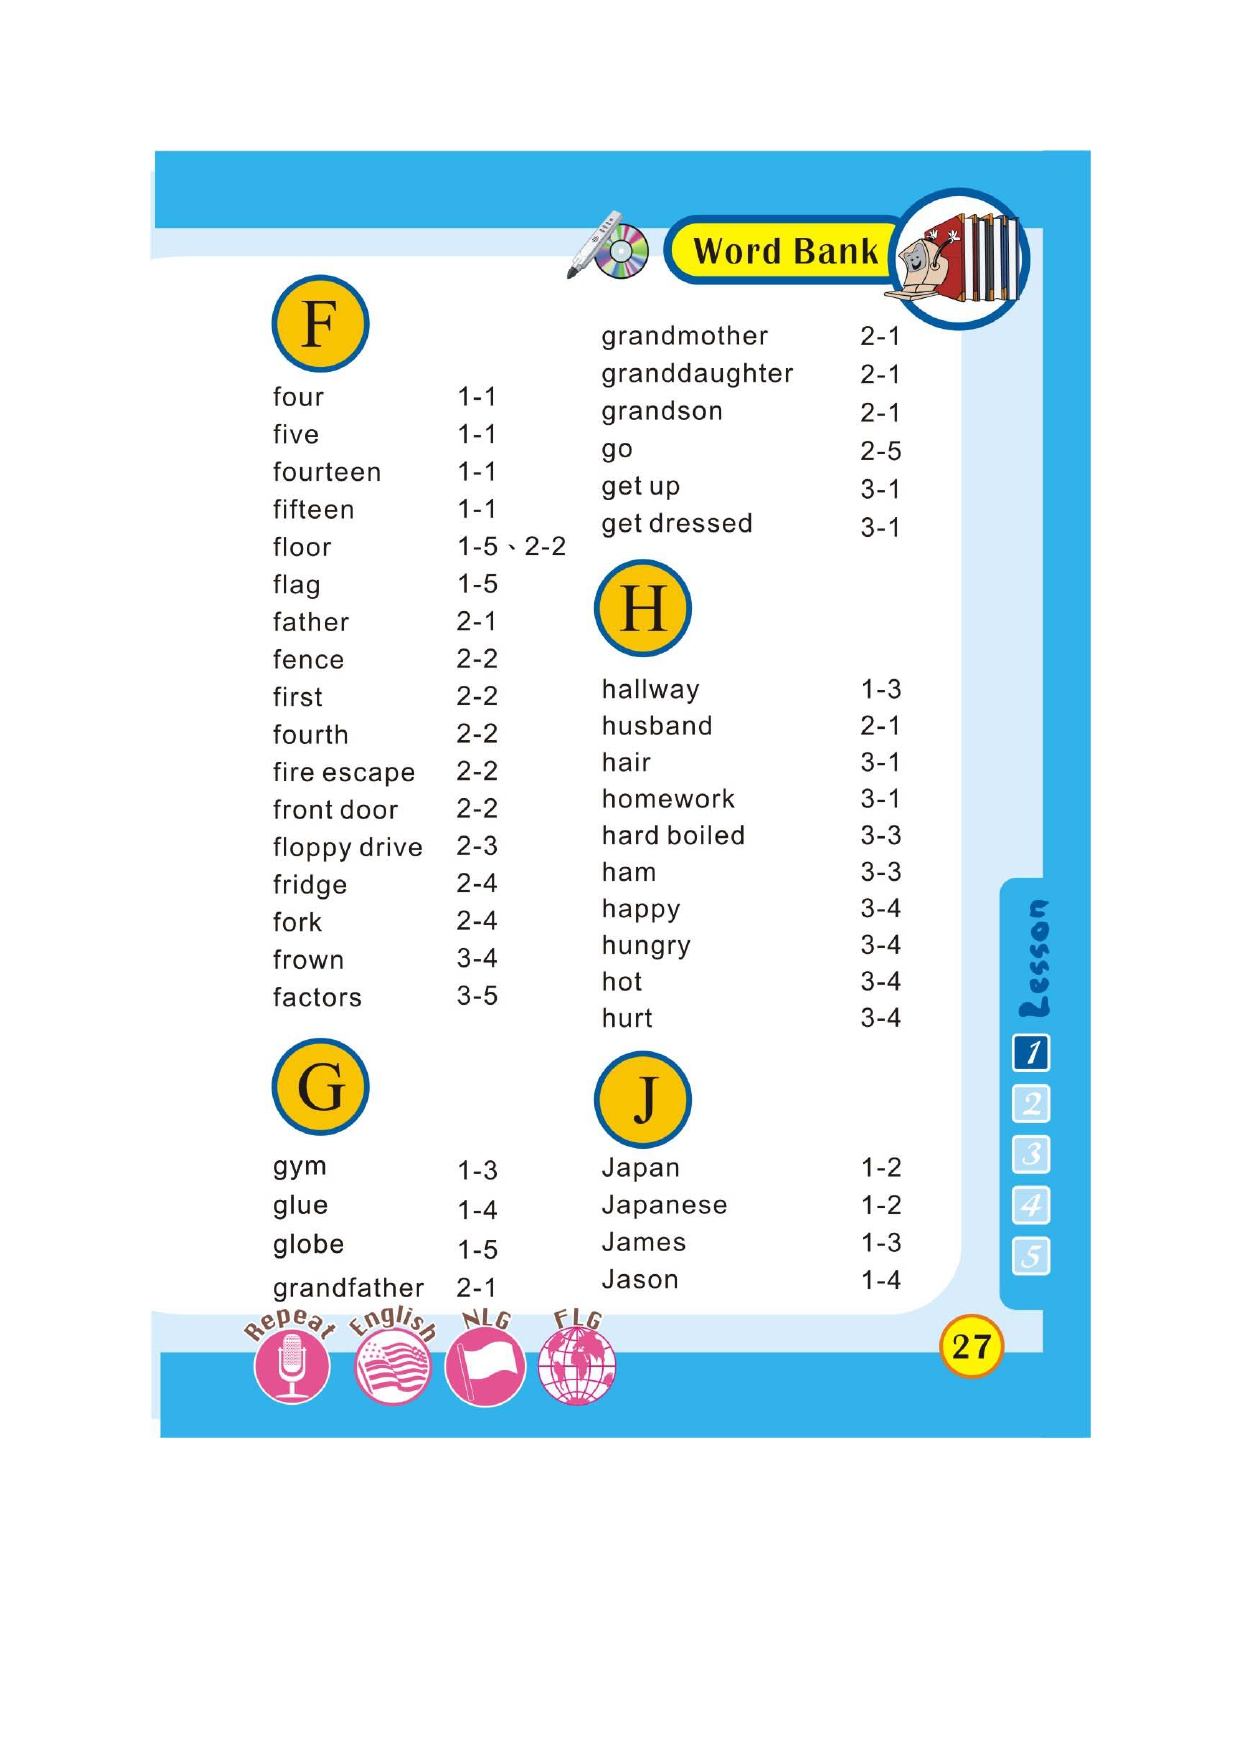 Word Bank
F
four 1-1
five 1-1
fourteen 1-1
fifteen 1-1
floor 1-5、2-2
flag 1-5
father 2-1
fence 2-2
first 2-2
fourth 2-2
fire escape 2-2
front door 2-2
floppy drive 2-3
fridge 2-4
fork 2-4
frown 3-4
factors 3-5
G
gym 1-3
glue 1-4
globe 1-5
grandfather 2-1
grandmother 2-1
granddaughter 2-1
grandson 2-1
go 2-5
get up 3-1
get dressed 3-1
H
hallway 1-3
husband 2-1
hair 3-1
homework 3-1
hard boiled 3-3
ham 3-3
happy 3-4
hungry 3-4
hot 3-4
hurt 3-4
J
Japan 1-2
Japanese 1-2
James 1-3
Jason 1-4
Lesson
1
2
3
4
5
Repeat English NLG FLG
27